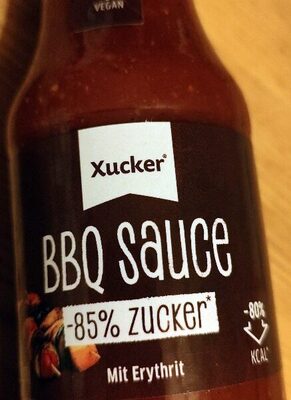 VEGAN
Xucker®
BBQ Sauce
-85% Zucker*
-80%
KCAL*
Mit Erythrit